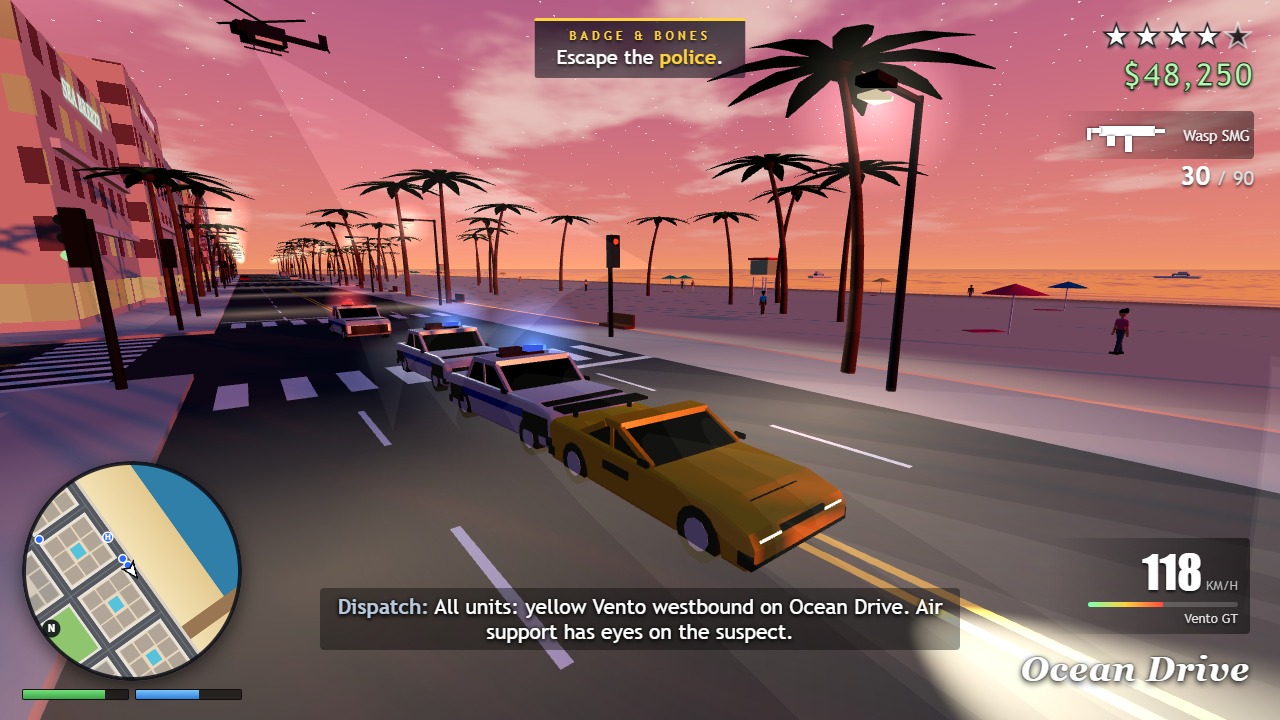 BADGE & BONES
Escape the police.
$48,250
Wasp SMG
30 / 90
H
N
118 KM/H
Vento GT
Dispatch: All units: yellow Vento westbound on Ocean Drive. Air
support has eyes on the suspect.
Ocean Drive